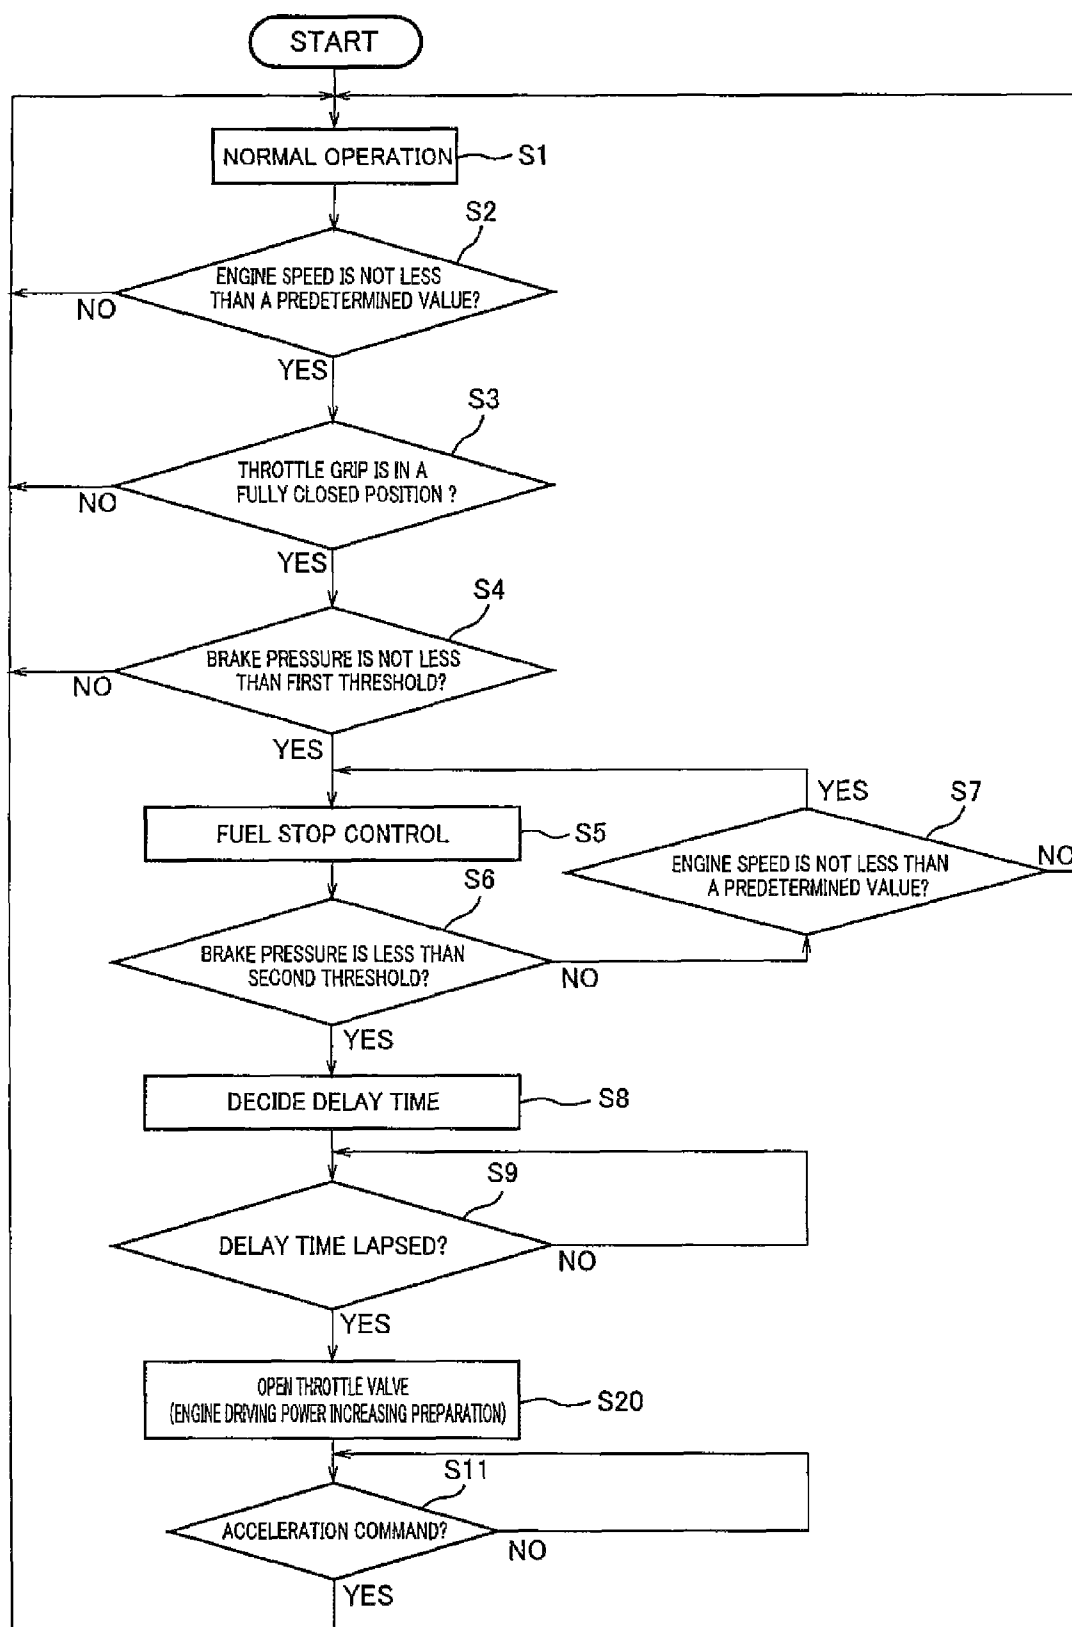 START
NORMAL OPERATION
S1
S2
ENGINE SPEED IS NOT LESS
THAN A PREDETERMINED VALUE?
NO
YES
S3
THROTTLE GRIP IS IN A
FULLY CLOSED POSITION ?
NO
YES
S4
BRAKE PRESSURE IS NOT LESS
THAN FIRST THRESHOLD?
NO
YES
FUEL STOP CONTROL
S5
YES
S7
ENGINE SPEED IS NOT LESS THAN
A PREDETERMINED VALUE?
NO
S6
BRAKE PRESSURE IS LESS THAN
SECOND THRESHOLD?
NO
YES
DECIDE DELAY TIME
S8
S9
DELAY TIME LAPSED?
NO
YES
OPEN THROTTLE VALVE
(ENGINE DRIVING POWER INCREASING PREPARATION)
S20
S11
ACCELERATION COMMAND?
NO
YES